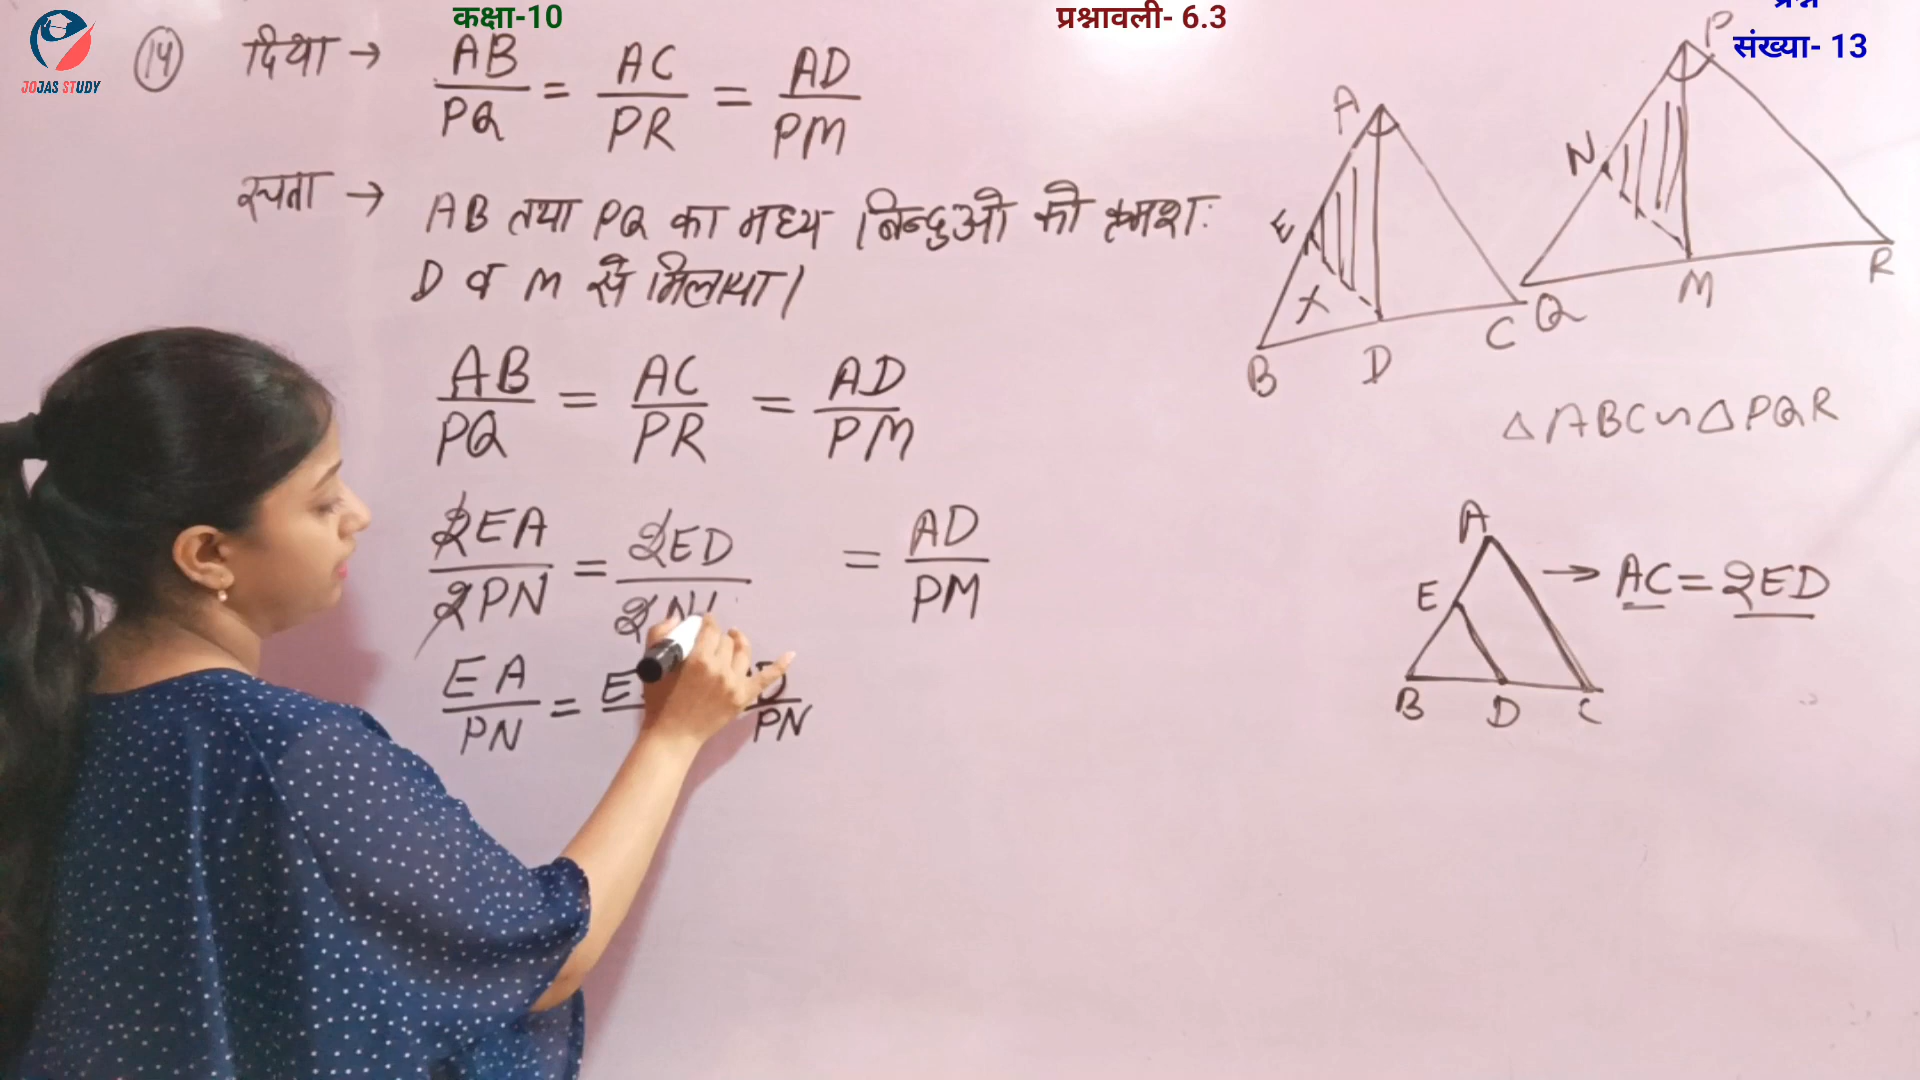 कक्षा-10
प्रश्नावली- 6.3
प्रश्न
संख्या- 13
JOJAS STUDY
(14) दिया → AB/PQ = AC/PR = AD/PM
रचना → AB तथा PQ का मध्य बिन्दुओ को क्रमश:
D व M से मिलाया।
AB/PQ = AC/PR = AD/PM
2EA/2PN = 2ED/2N = AD/PM
EA/PN = E D/PN
A
E
X
B
D
C
P
N
Q
M
R
△ABC ∽ △PQR
A
E
→ AC = 2ED
B
D
C